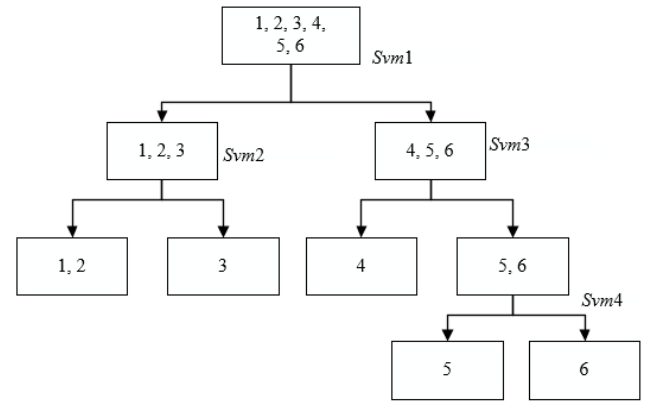 1, 2, 3, 4,
5, 6
Svm1
1, 2, 3
Svm2
4, 5, 6
Svm3
1, 2
3
4
5, 6
Svm4
5
6